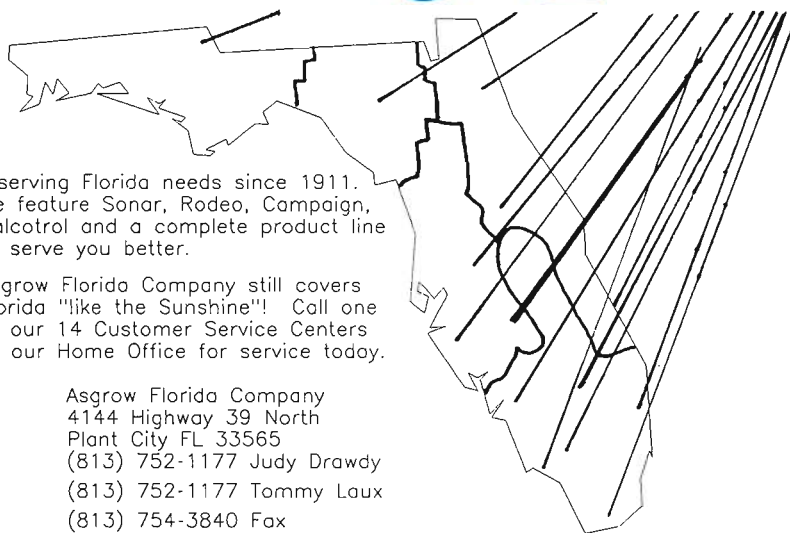 serving Florida needs since 1911.
feature Sonar, Rodeo, Campaign,
and a complete product line
serve you better.
Florida Company still covers
"like the Sunshine"! Call one
our 14 Customer Service Centers
our Home Office for service today.
Asgrow Florida Company
4144 Highway 39 North
Plant City FL 33565
(813) 752-1177 Judy Drawdy
(813) 752-1177 Tommy Laux
(813) 754-3840 Fax